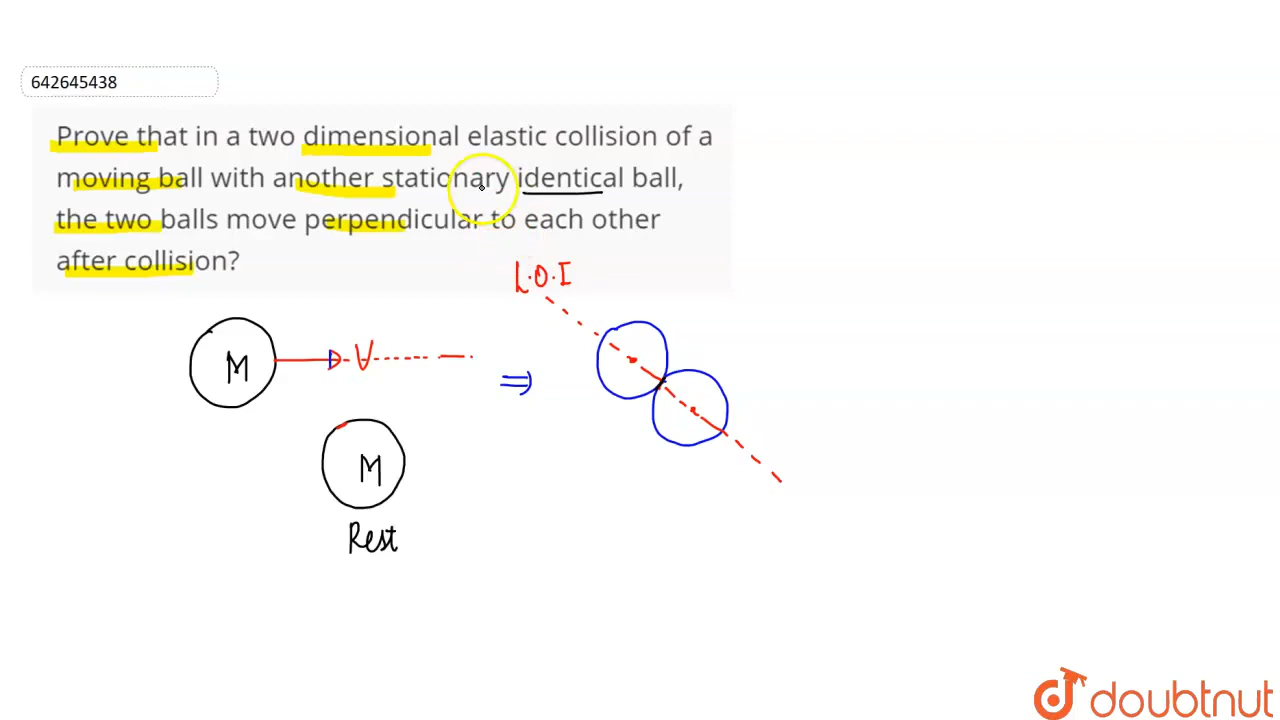 642645438
Prove that in a two dimensional elastic collision of a
moving ball with another stationary identical ball,
the two balls move perpendicular to each other
after collision?
L.O.I
M
V
M
Rest
doubtnut